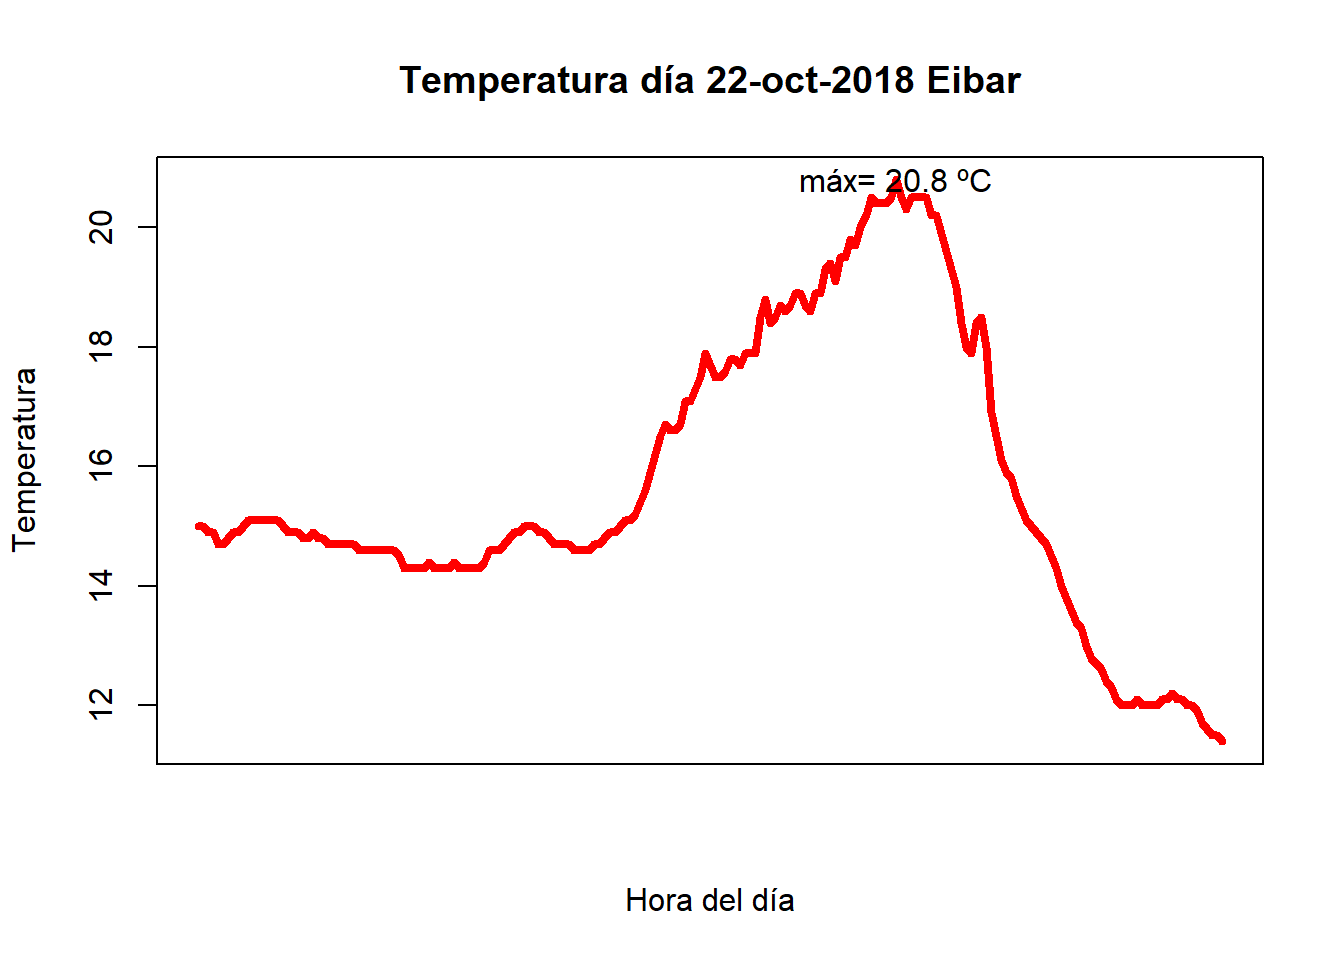 Temperatura día 22-oct-2018 Eibar
máx= 20.8 ºC
20
18
16
14
12
Temperatura
Hora del día